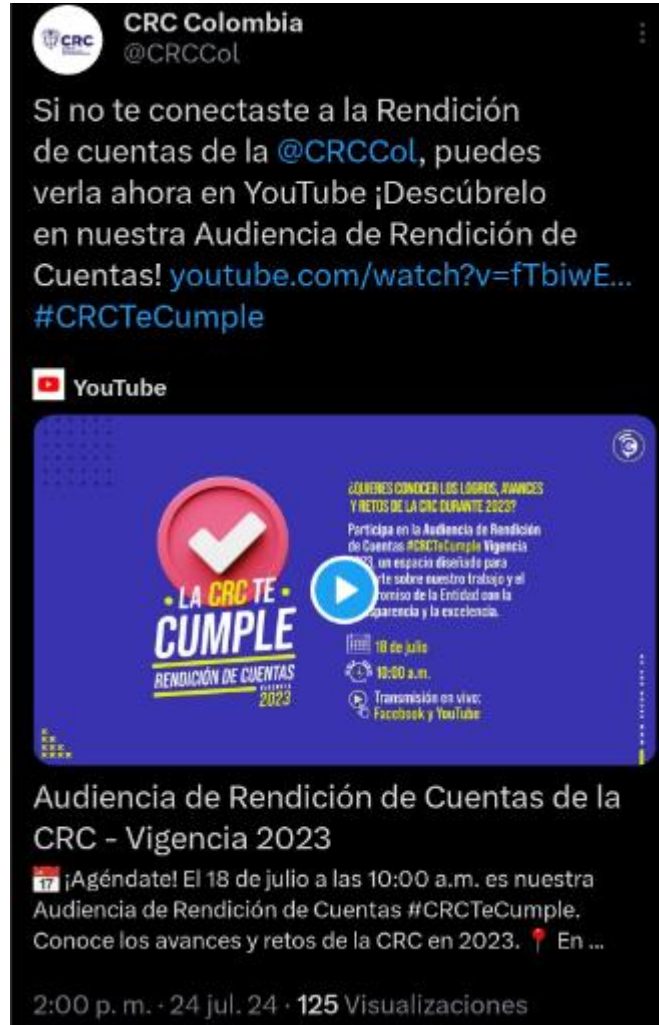 CRC
CRC Colombia
@CRCCol
Si no te conectaste a la Rendición
de cuentas de la @CRCCol, puedes
verla ahora en YouTube ¡Descúbrelo
en nuestra Audiencia de Rendición de
Cuentas! youtube.com/watch?v=fTbiwE...
#CRCTeCumple
YouTube
• LA CRC TE •
CUMPLE
RENDICIÓN DE CUENTAS
2023
¿QUIERES CONOCER LOS LOGROS, AVANCES
Y RETOS DE LA CRC DURANTE 2023?
Participa en la Audiencia de Rendición
de Cuentas #CRCTeCumple Vigencia
un espacio diseñado para
sobre nuestro trabajo y el
de la Entidad con la
y la excelencia.
18 de julio
10:00 a.m.
Transmisión en vivo:
Facebook y YouTube
Audiencia de Rendición de Cuentas de la
CRC - Vigencia 2023
17 ¡Agéndate! El 18 de julio a las 10:00 a.m. es nuestra
Audiencia de Rendición de Cuentas #CRCTeCumple.
Conoce los avances y retos de la CRC en 2023. 📍 En ...
2:00 p. m. · 24 jul. 24 · 125 Visualizaciones